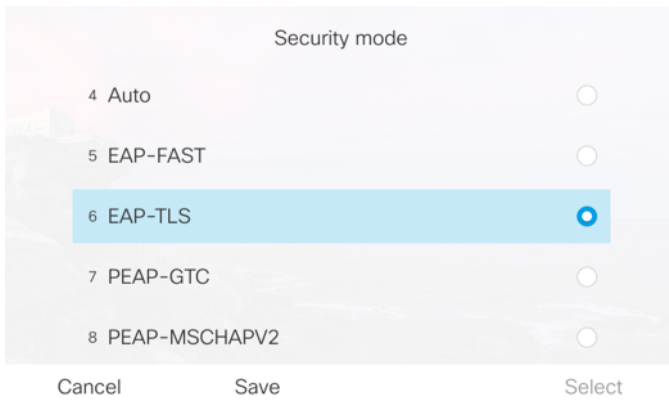 Security mode
4 Auto
5 EAP-FAST
6 EAP-TLS
7 PEAP-GTC
8 PEAP-MSCHAPV2
Cancel Save Select